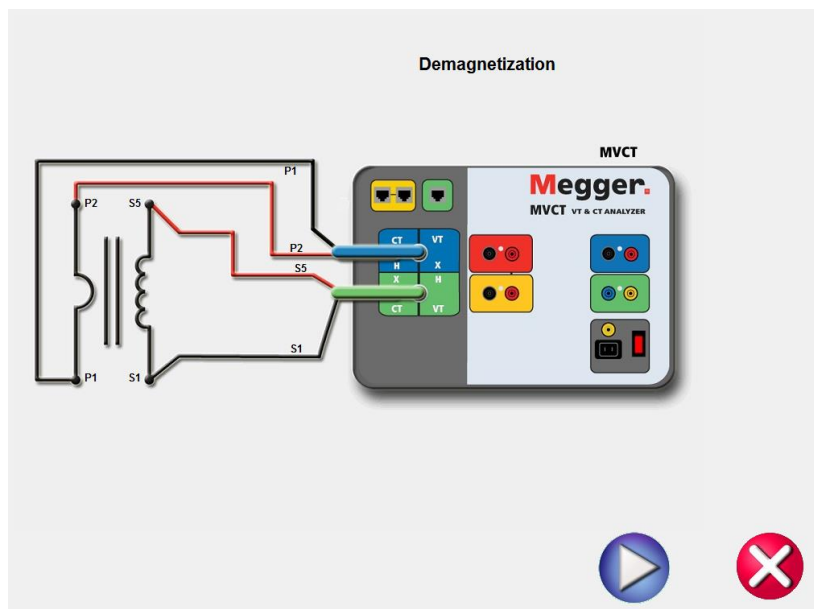 Demagnetization
MVCT
Megger.
MVCT VT & CT ANALYZER
P1
P2
S5
P2
S5
CT VT
H X
X H
CT VT
S1
P1
S1